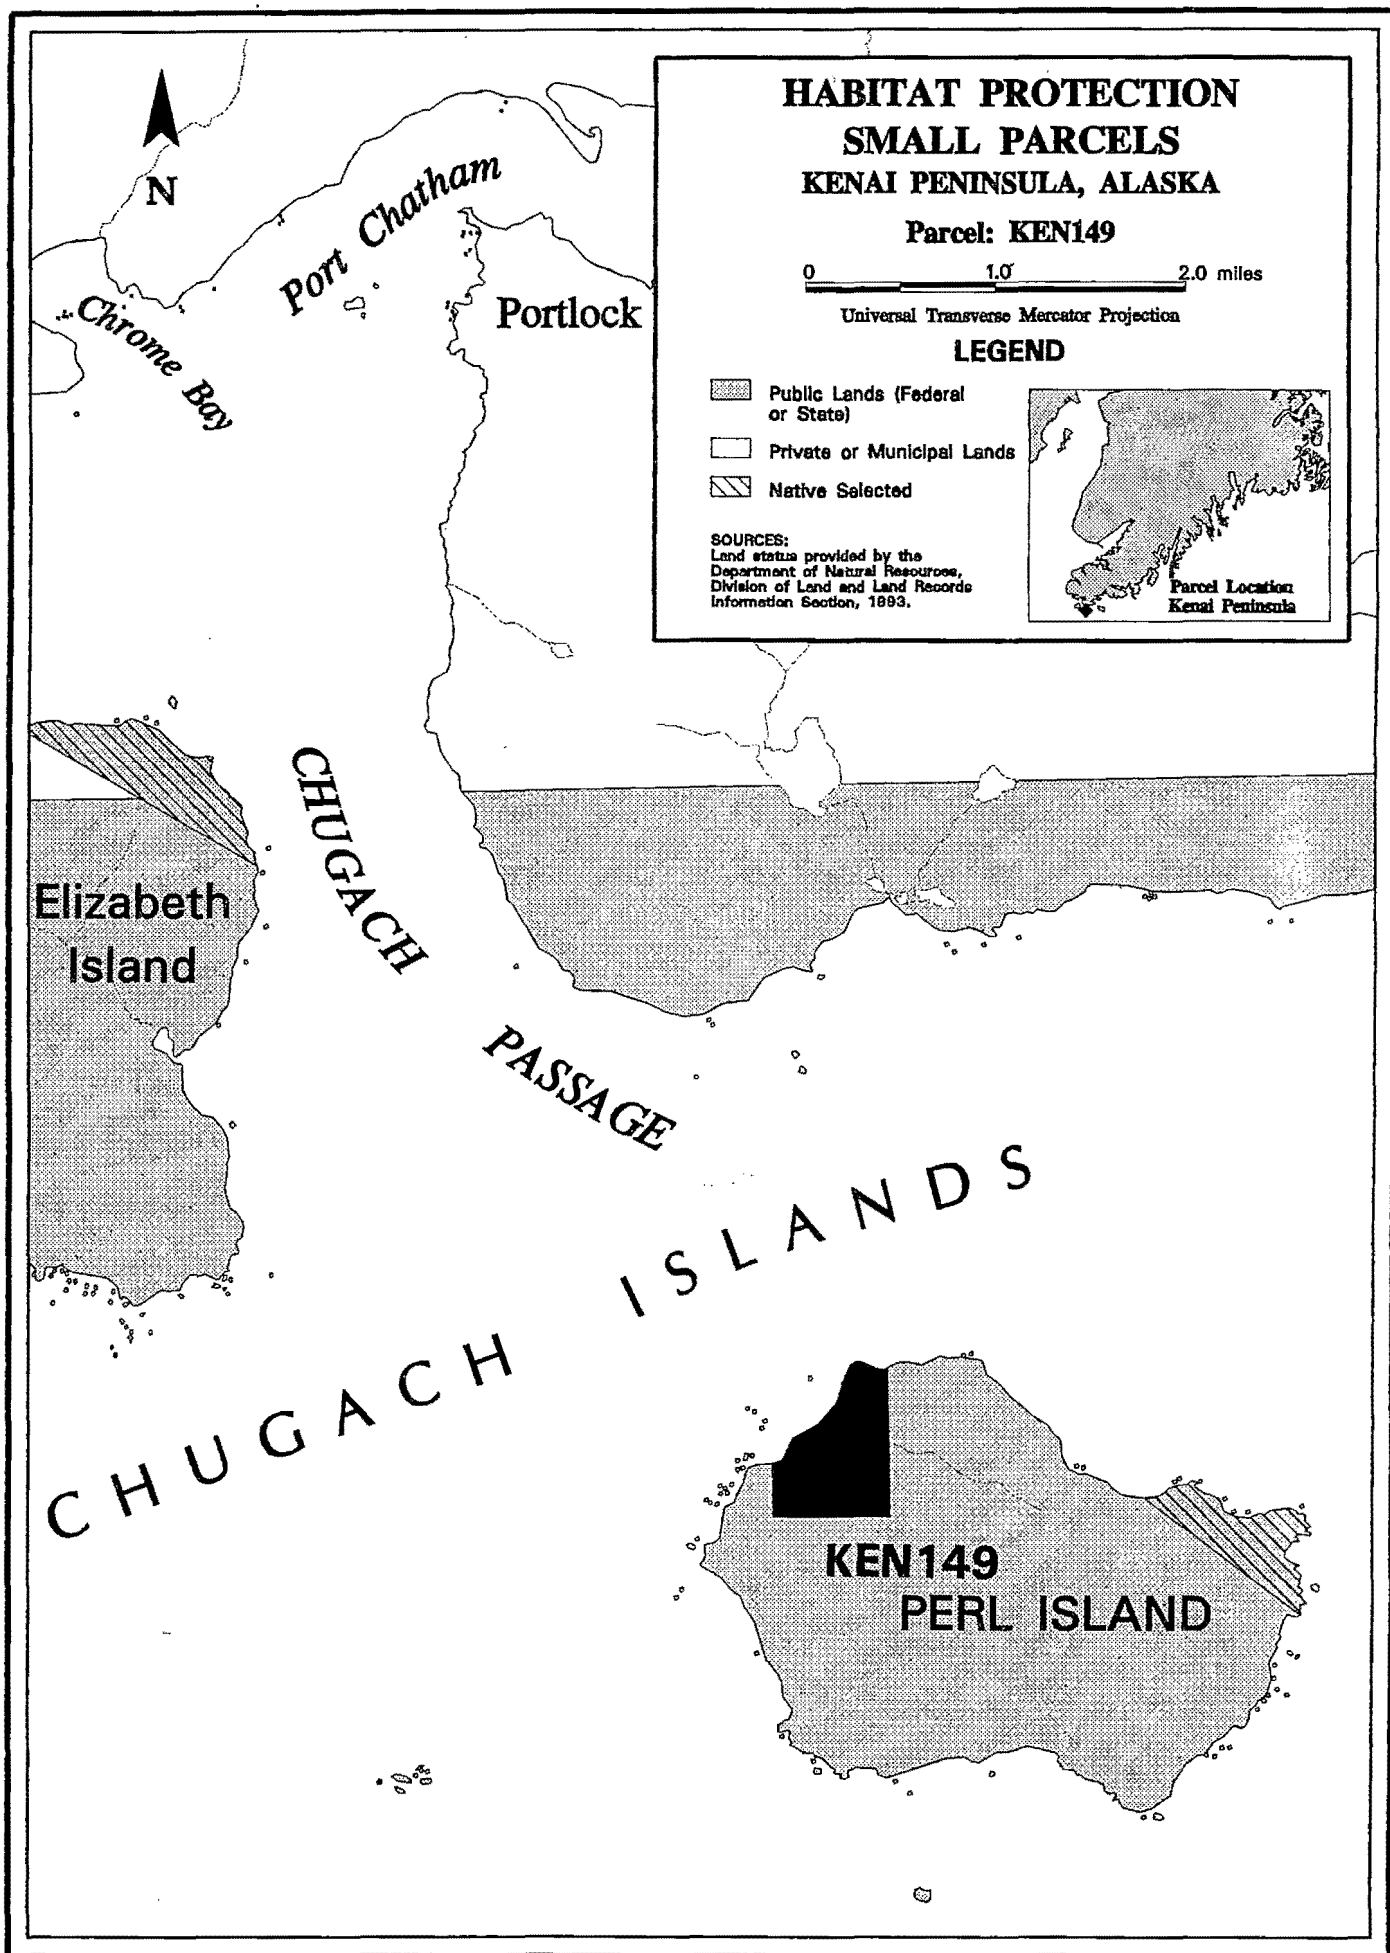 HABITAT PROTECTION
SMALL PARCELS
KENAI PENINSULA, ALASKA
Parcel: KEN149
0 1.0 2.0 miles
Universal Transverse Mercator Projection
LEGEND
Public Lands (Federal
or State)
Private or Municipal Lands
Native Selected
SOURCES:
Land status provided by the
Department of Natural Resources,
Division of Land and Land Records
Information Section, 1993.
Parcel Location
Kenai Peninsula
N
Port Chatham
Chrome Bay
Portlock
CHUGACH
PASSAGE
Elizabeth
Island
CHUGACH ISLANDS
KEN149
PERL ISLAND